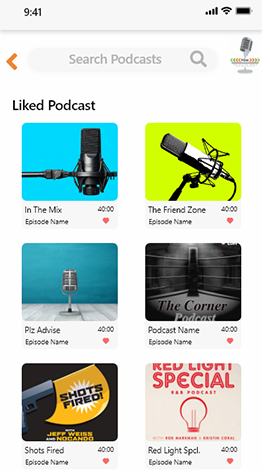 9:41
Search Podcasts
Liked Podcast
In The Mix 40:00
Episode Name
The Friend Zone 40:00
Episode Name
The Corner
Podcast
Plz Advise 40:00
Episode Name
Podcast Name 40:00
Episode Name
SHOTS
FIRED!
WITH
JEFF WEISS
AND
NOCANDO
RED LIGHT
SPECIAL
R&B PODCAST
WITH ROB MARKMAN & KRISTIN CORAL
Shots Fired 40:00
Episode Name
Red Light Spcl. 40:00
Episode Name